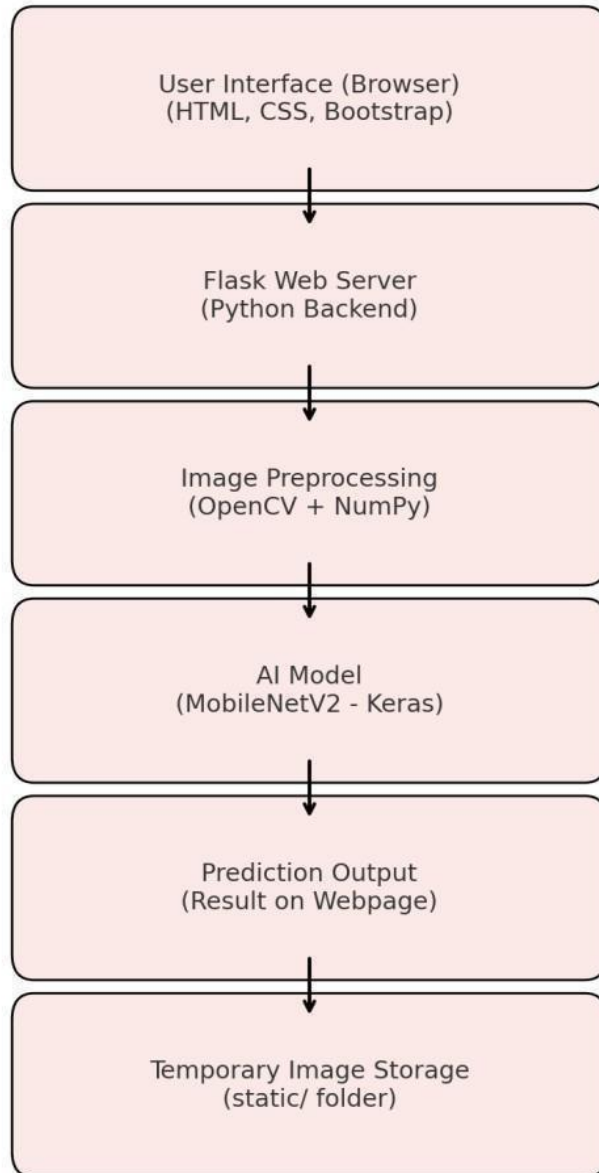 User Interface (Browser)
(HTML, CSS, Bootstrap)
Flask Web Server
(Python Backend)
Image Preprocessing
(OpenCV + NumPy)
AI Model
(MobileNetV2 - Keras)
Prediction Output
(Result on Webpage)
Temporary Image Storage
(static/ folder)